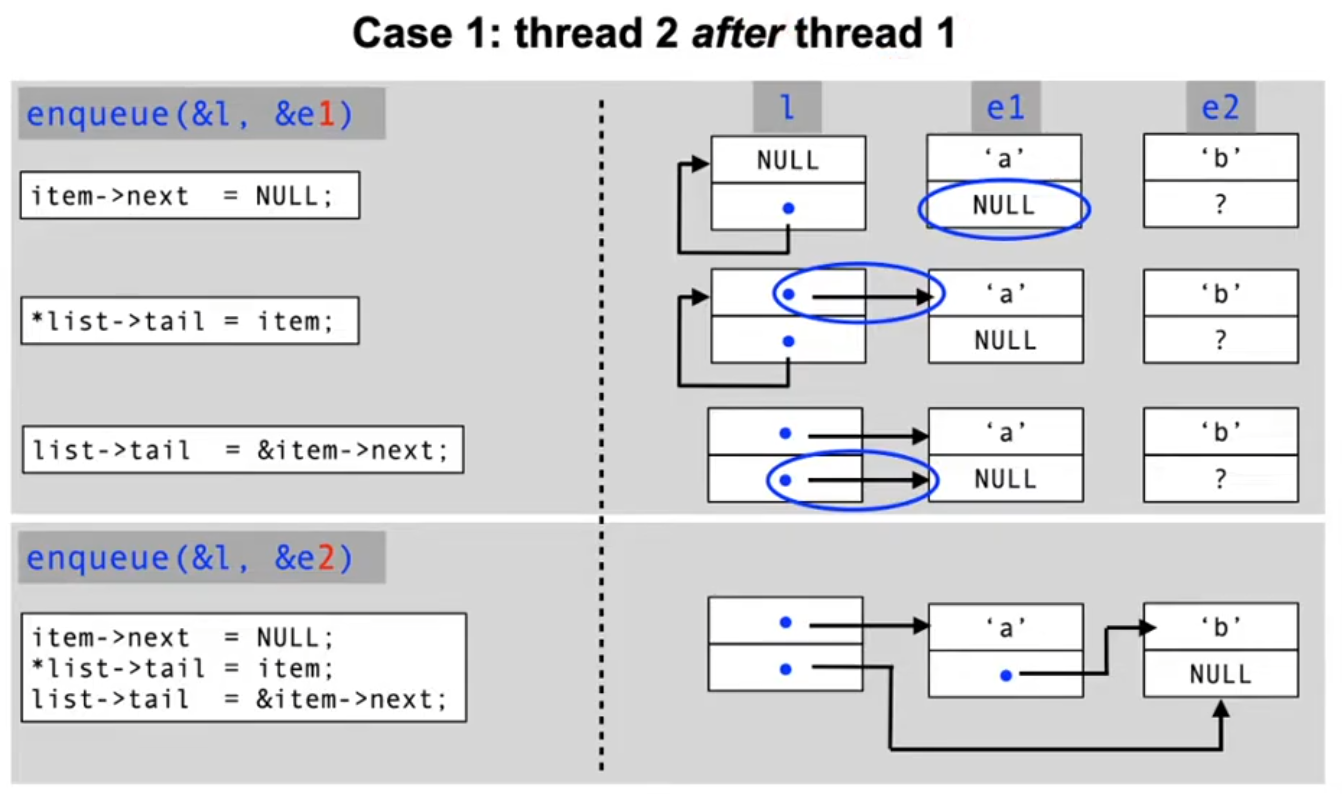 Case 1: thread 2 after thread 1
enqueue(&l, &e1)
l
e1
e2
item->next  = NULL;
NULL
‘a’
NULL
‘b’
?
*list->tail = item;
‘a’
NULL
‘b’
?
list->tail  = &item->next;
‘a’
NULL
‘b’
?
enqueue(&l, &e2)
item->next  = NULL;
*list->tail = item;
list->tail  = &item->next;
‘a’
‘b’
NULL